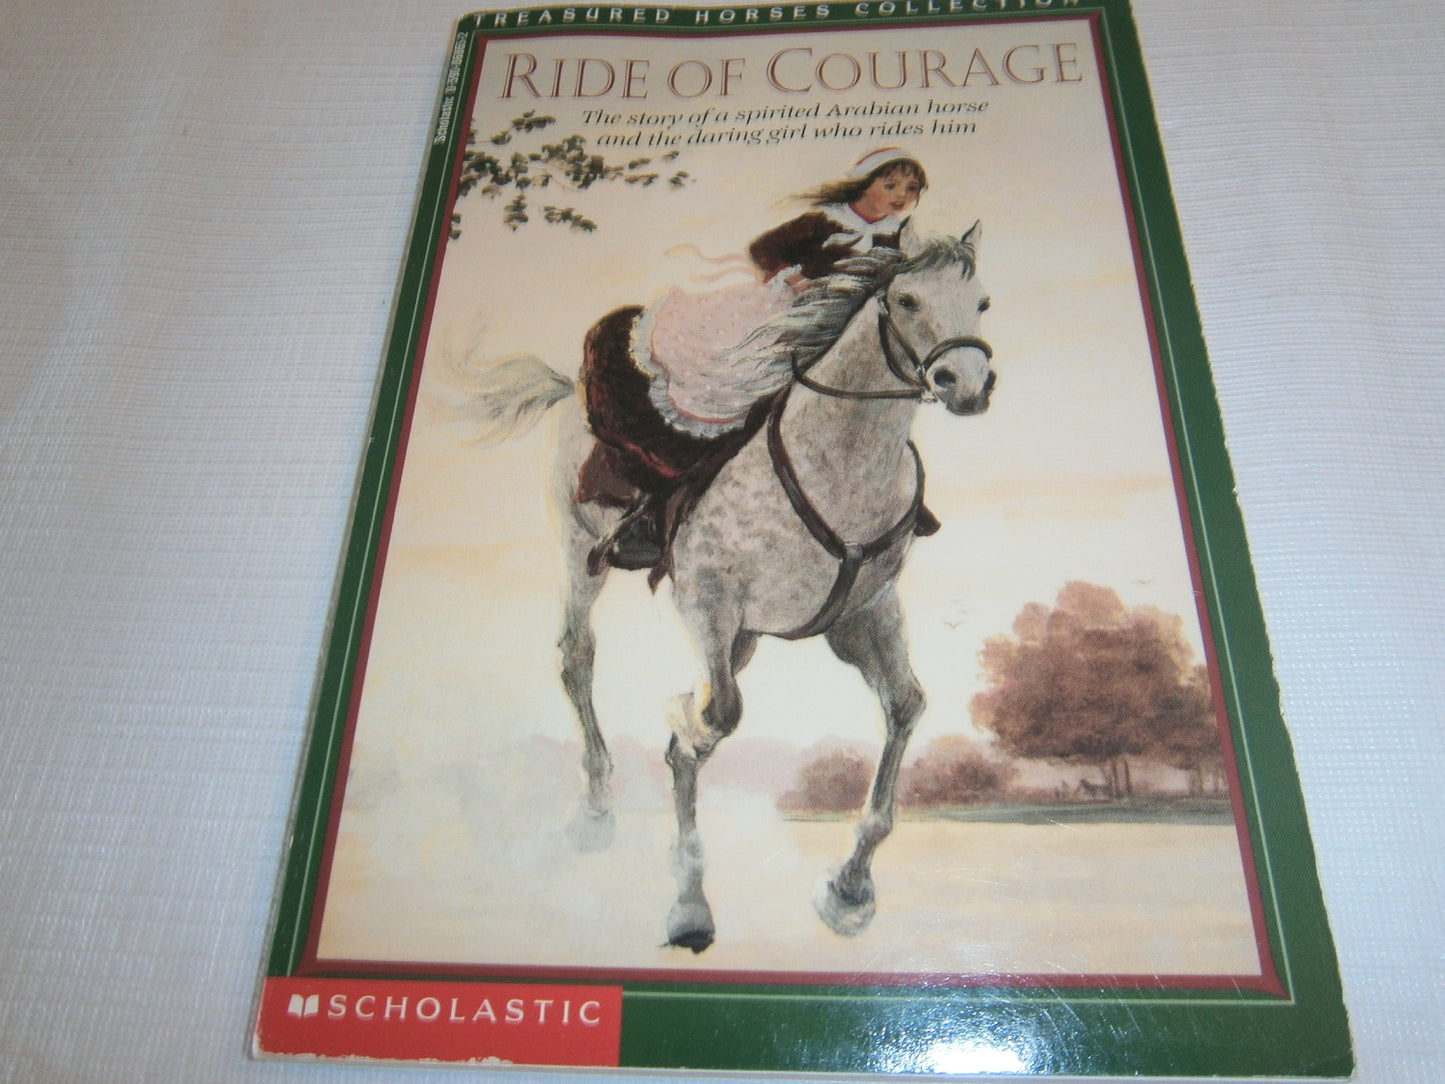 TREASURED HORSES COLLECTION
RIDE OF COURAGE
The story of a spirited Arabian horse
and the daring girl who rides him
SCHOLASTIC
Scholastic